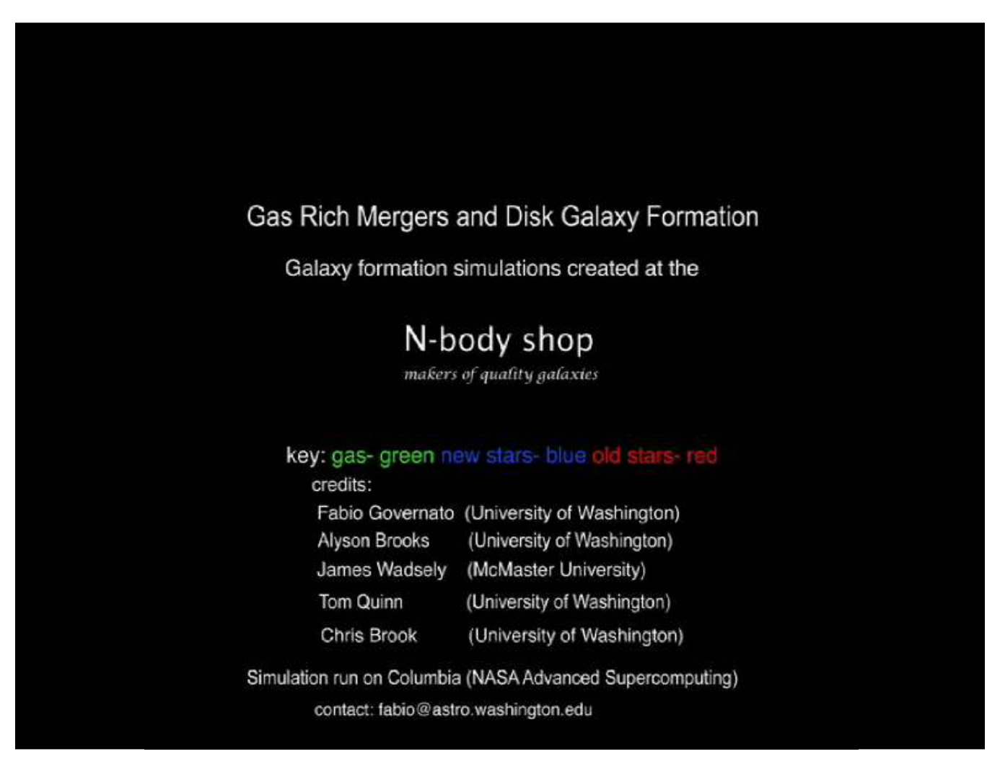 Gas Rich Mergers and Disk Galaxy Formation
Galaxy formation simulations created at the
N-body shop
makers of quality galaxies
key: gas- green new stars- blue old stars- red
credits:
Fabio Governato (University of Washington)
Alyson Brooks (University of Washington)
James Wadsely (McMaster University)
Tom Quinn (University of Washington)
Chris Brook (University of Washington)
Simulation run on Columbia (NASA Advanced Supercomputing)
contact: fabio@astro.washington.edu